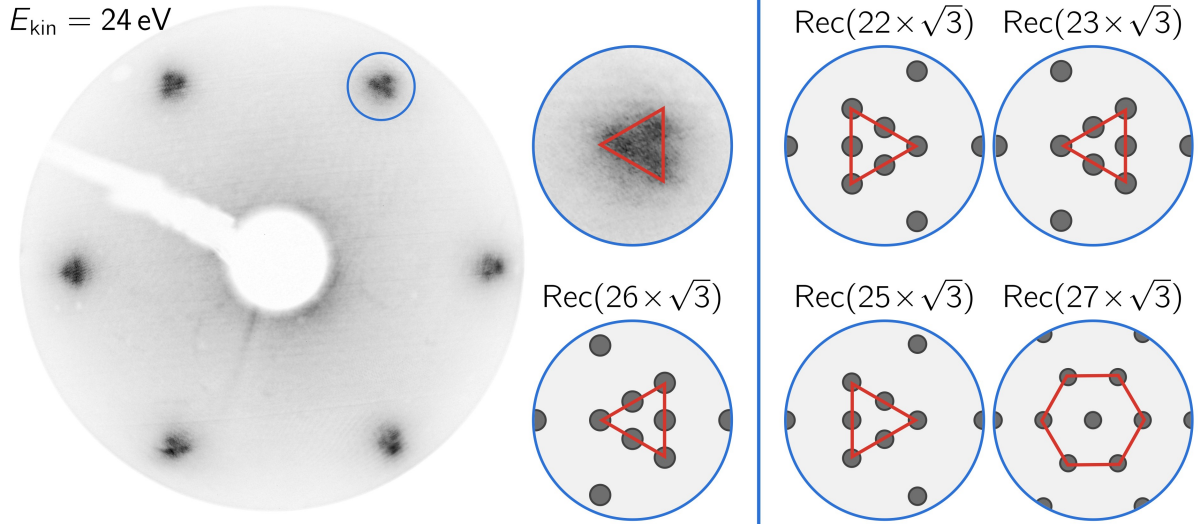 E_kin = 24 eV
Rec(22 × √3)
Rec(23 × √3)
Rec(26 × √3)
Rec(25 × √3)
Rec(27 × √3)